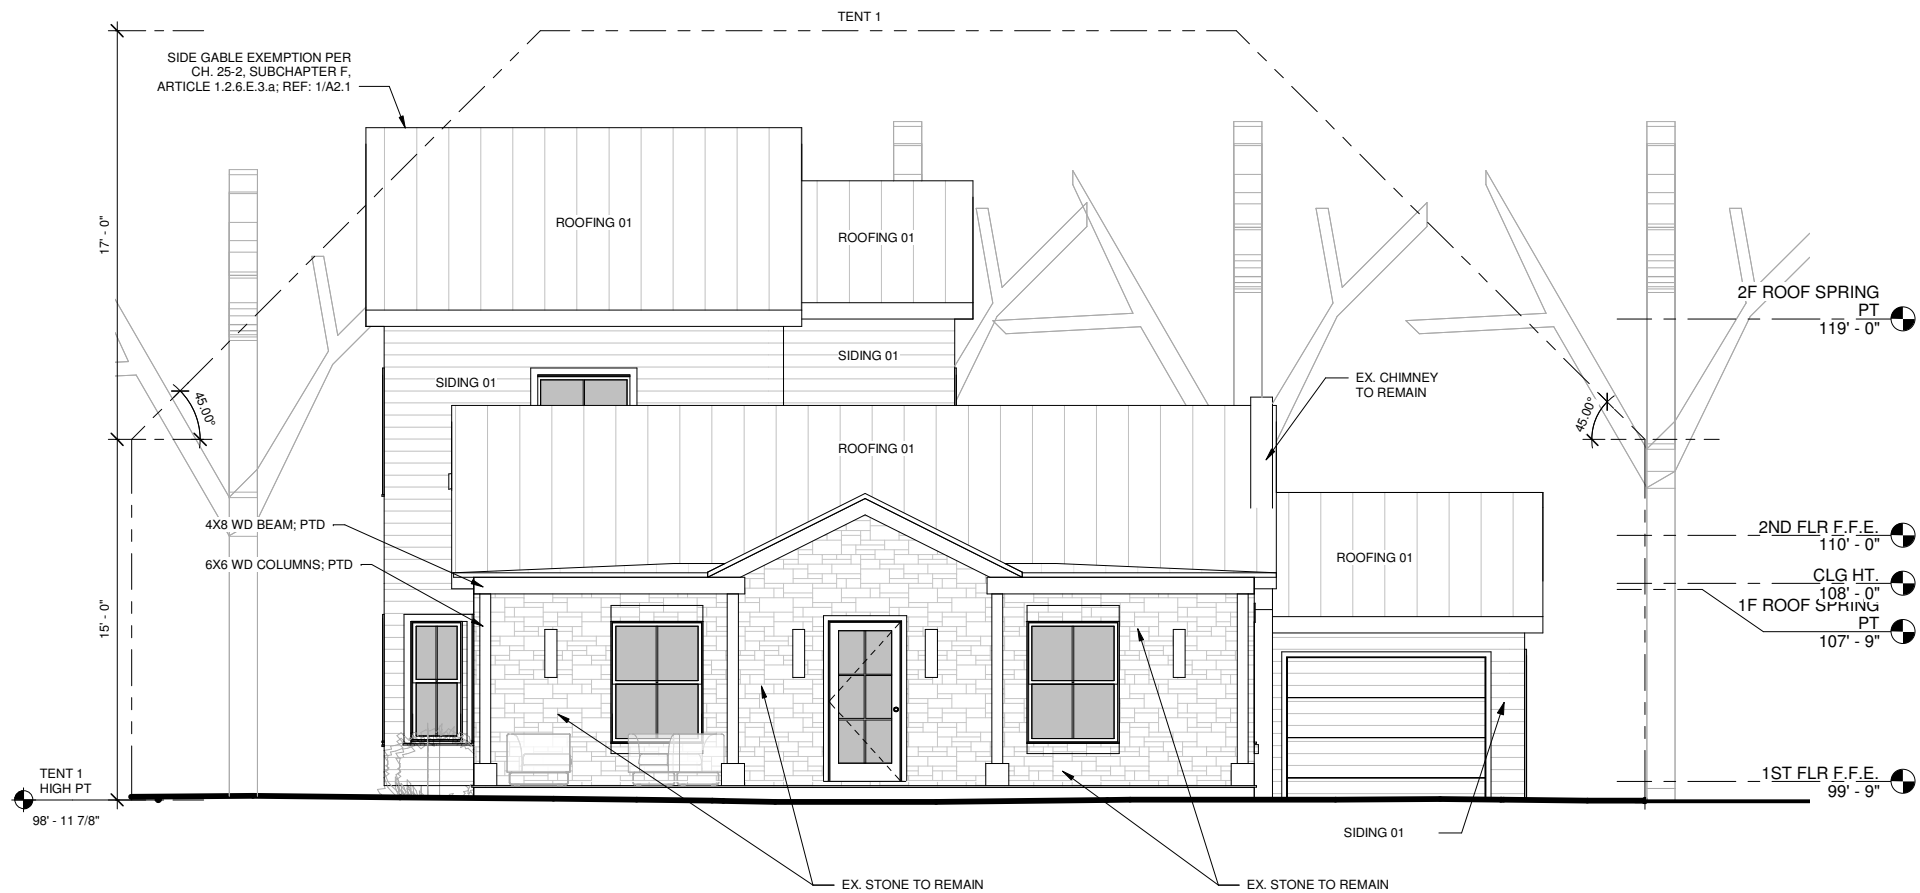 TENT 1
SIDE GABLE EXEMPTION PER
CH. 25-2, SUBCHAPTER F,
ARTICLE 1.2.6.E.3.a; REF: 1/A2.1
17' - 0"
ROOFING 01
ROOFING 01
2F ROOF SPRING
PT
119' - 0"
SIDING 01
SIDING 01
EX. CHIMNEY
TO REMAIN
45.00°
45.00°
ROOFING 01
4X8 WD BEAM; PTD
6X6 WD COLUMNS; PTD
2ND FLR F.F.E.
110' - 0"
ROOFING 01
CLG HT.
108' - 0"
1F ROOF SPRING
PT
107' - 9"
15' - 0"
TENT 1
HIGH PT
98' - 11 7/8"
1ST FLR F.F.E.
99' - 9"
SIDING 01
EX. STONE TO REMAIN
EX. STONE TO REMAIN